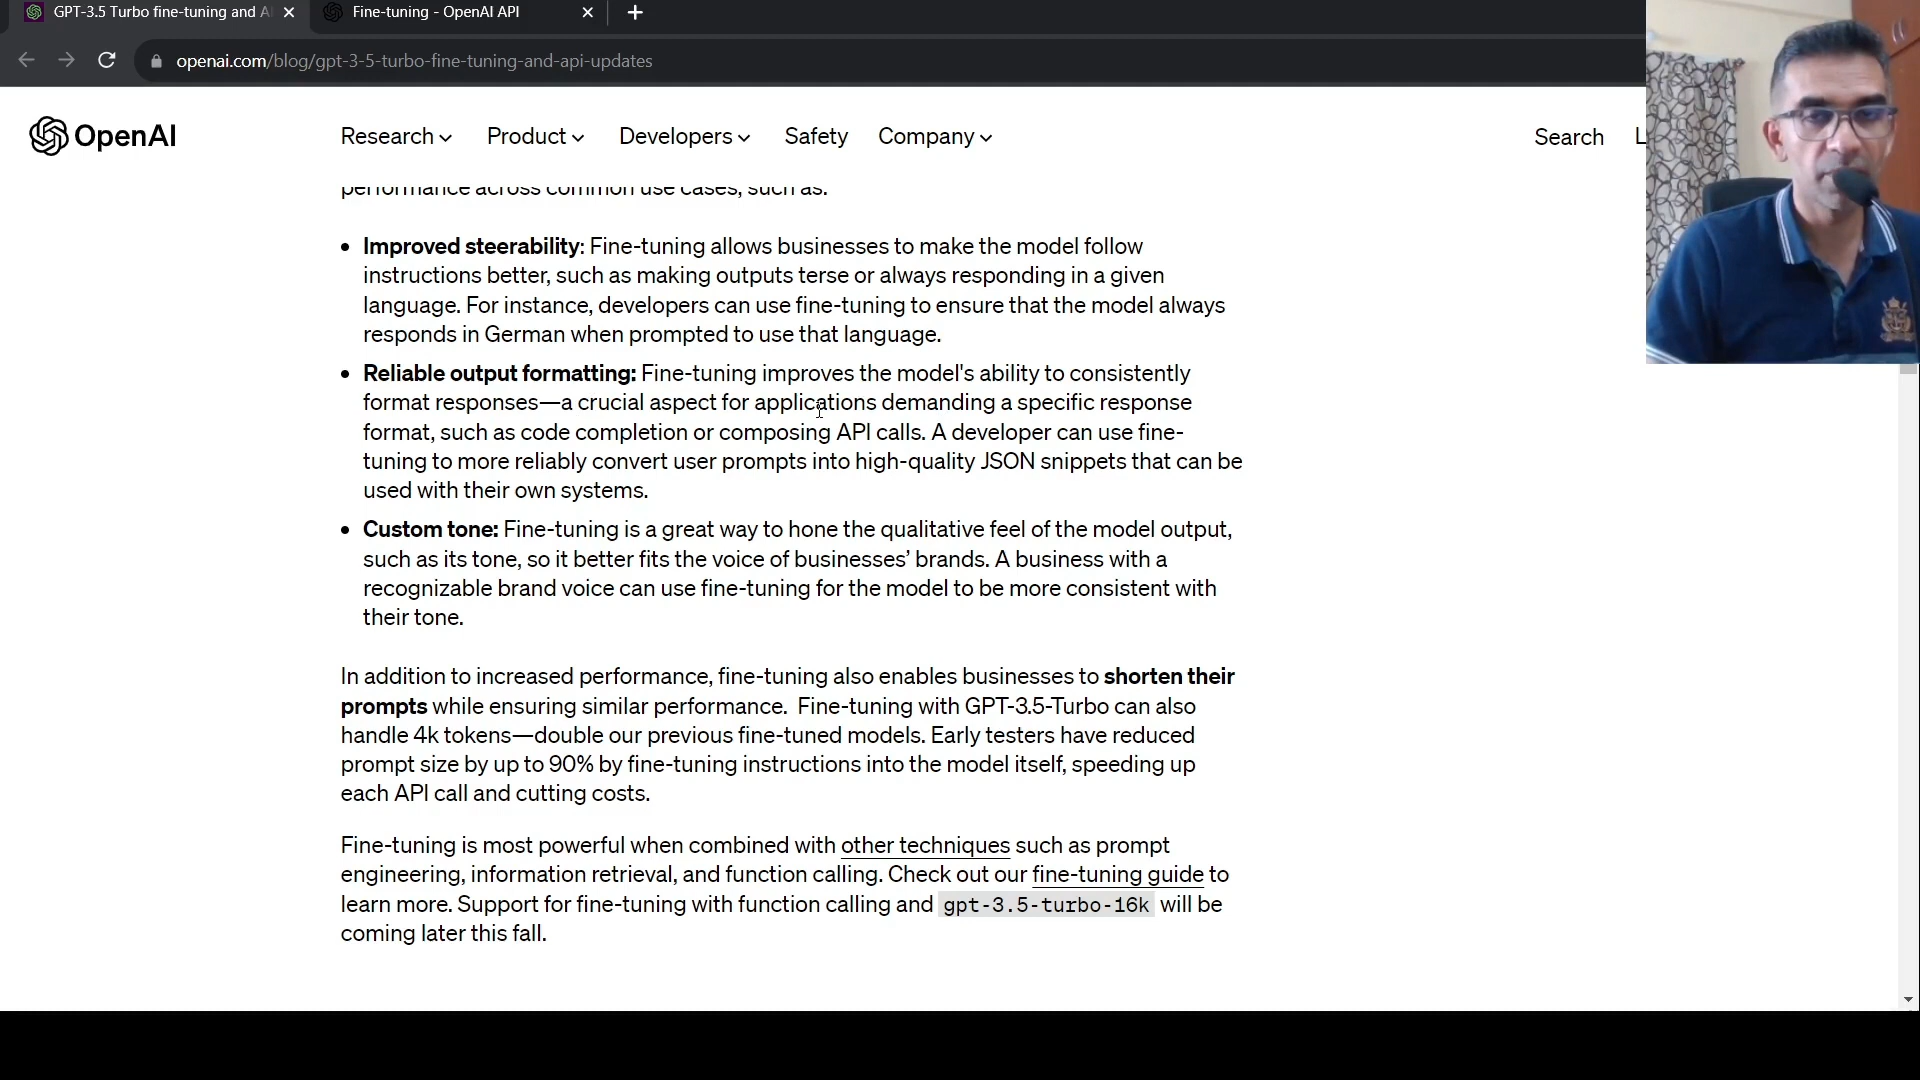 GPT-3.5 Turbo fine-tuning and A
Fine-tuning - OpenAI API
openai.com/blog/gpt-3-5-turbo-fine-tuning-and-api-updates
OpenAI
Research
Product
Developers
Safety
Company
Search
L
performance across common use cases, such as:
• Improved steerability: Fine-tuning allows businesses to make the model follow
instructions better, such as making outputs terse or always responding in a given
language. For instance, developers can use fine-tuning to ensure that the model always
responds in German when prompted to use that language.
• Reliable output formatting: Fine-tuning improves the model's ability to consistently
format responses—a crucial aspect for applications demanding a specific response
format, such as code completion or composing API calls. A developer can use fine-
tuning to more reliably convert user prompts into high-quality JSON snippets that can be
used with their own systems.
• Custom tone: Fine-tuning is a great way to hone the qualitative feel of the model output,
such as its tone, so it better fits the voice of businesses’ brands. A business with a
recognizable brand voice can use fine-tuning for the model to be more consistent with
their tone.
In addition to increased performance, fine-tuning also enables businesses to shorten their
prompts while ensuring similar performance. Fine-tuning with GPT-3.5-Turbo can also
handle 4k tokens—double our previous fine-tuned models. Early testers have reduced
prompt size by up to 90% by fine-tuning instructions into the model itself, speeding up
each API call and cutting costs.
Fine-tuning is most powerful when combined with other techniques such as prompt
engineering, information retrieval, and function calling. Check out our fine-tuning guide to
learn more. Support for fine-tuning with function calling and gpt-3.5-turbo-16k will be
coming later this fall.